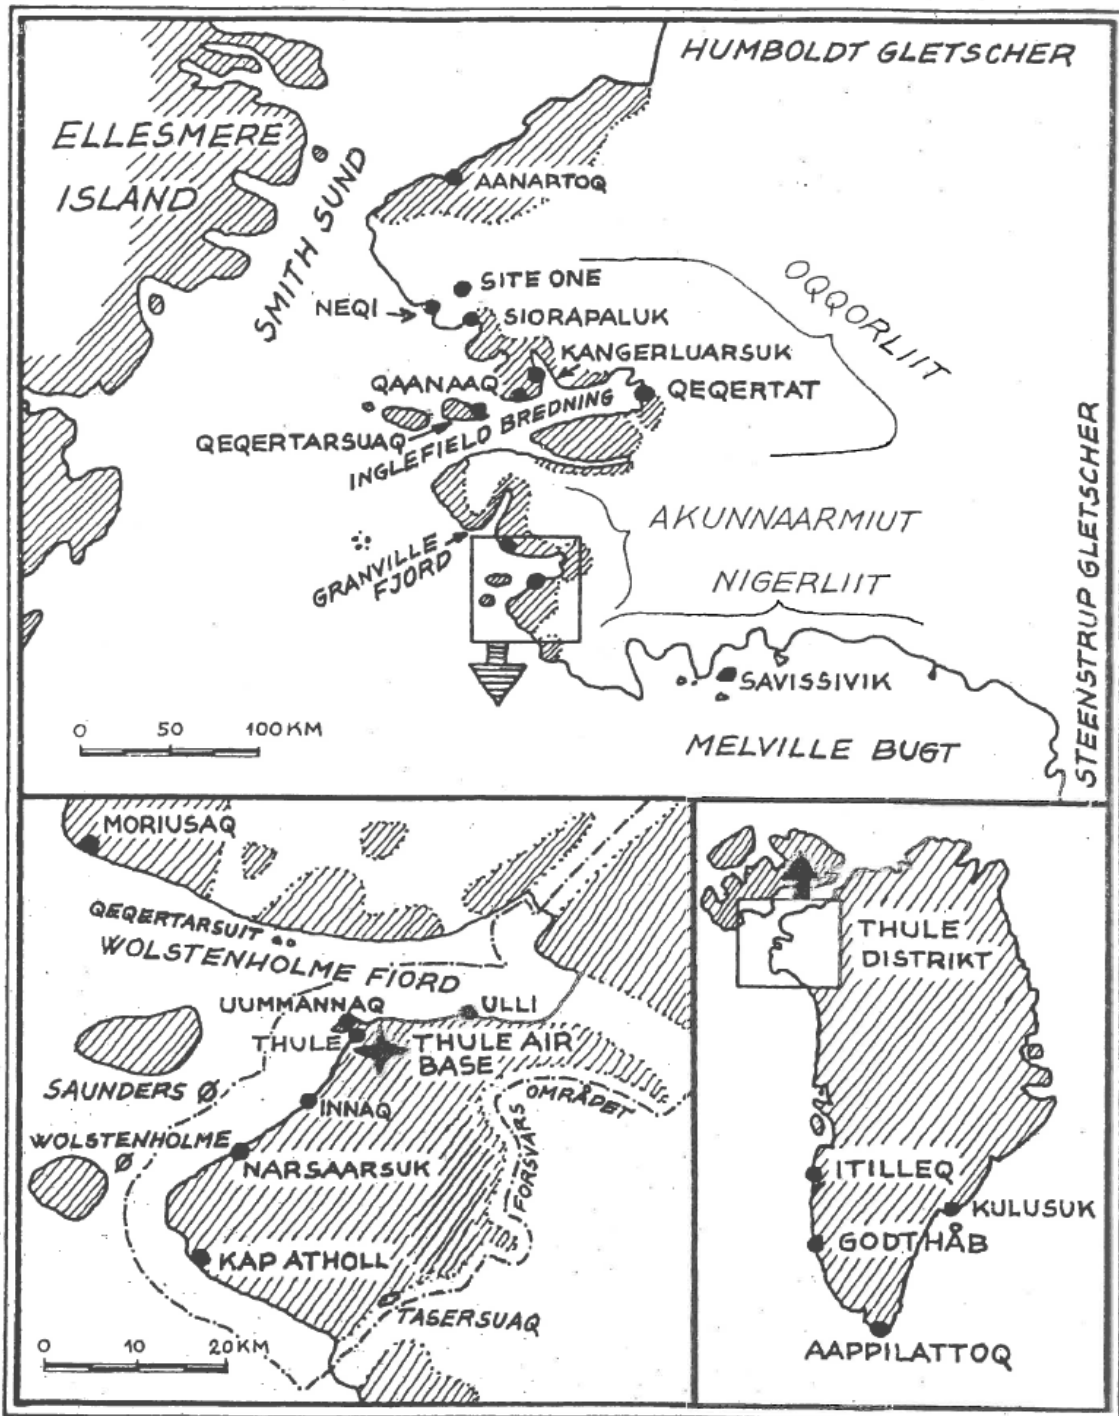 HUMBOLDT GLETSCHER
ELLESMERE
ISLAND
SMITH SUND
AANARTOQ
OQQORLIIT
SITE ONE
NEQI
SIORAPALUK
KANGERLUARSUK
QAANAAQ
QEQERTAT
QEQERTARSUAQ
INGLEFIELD BREDNING
AKUNNAARMIUT
GRANVILLE
FJORD
NIGERLIIT
STEENSTRUP GLETSCHER
SAVISSIVIK
0 50 100 KM
MELVILLE BUGT
MORIUSAQ
QEQERTARSUIT
WOLSTENHOLME FJORD
UUMMANNAQ
ULLI
THULE
THULE AIR
BASE
SAUNDERS Ø
INNAQ
FORSVARS
OMRÅDET
WOLSTENHOLME
Ø
NARSAARSUK
KAP ATHOLL
TASERSUAQ
0 10 20 KM
THULE
DISTRIKT
ITILLEQ
KULUSUK
GODTHÅB
AAPPILATTOQ